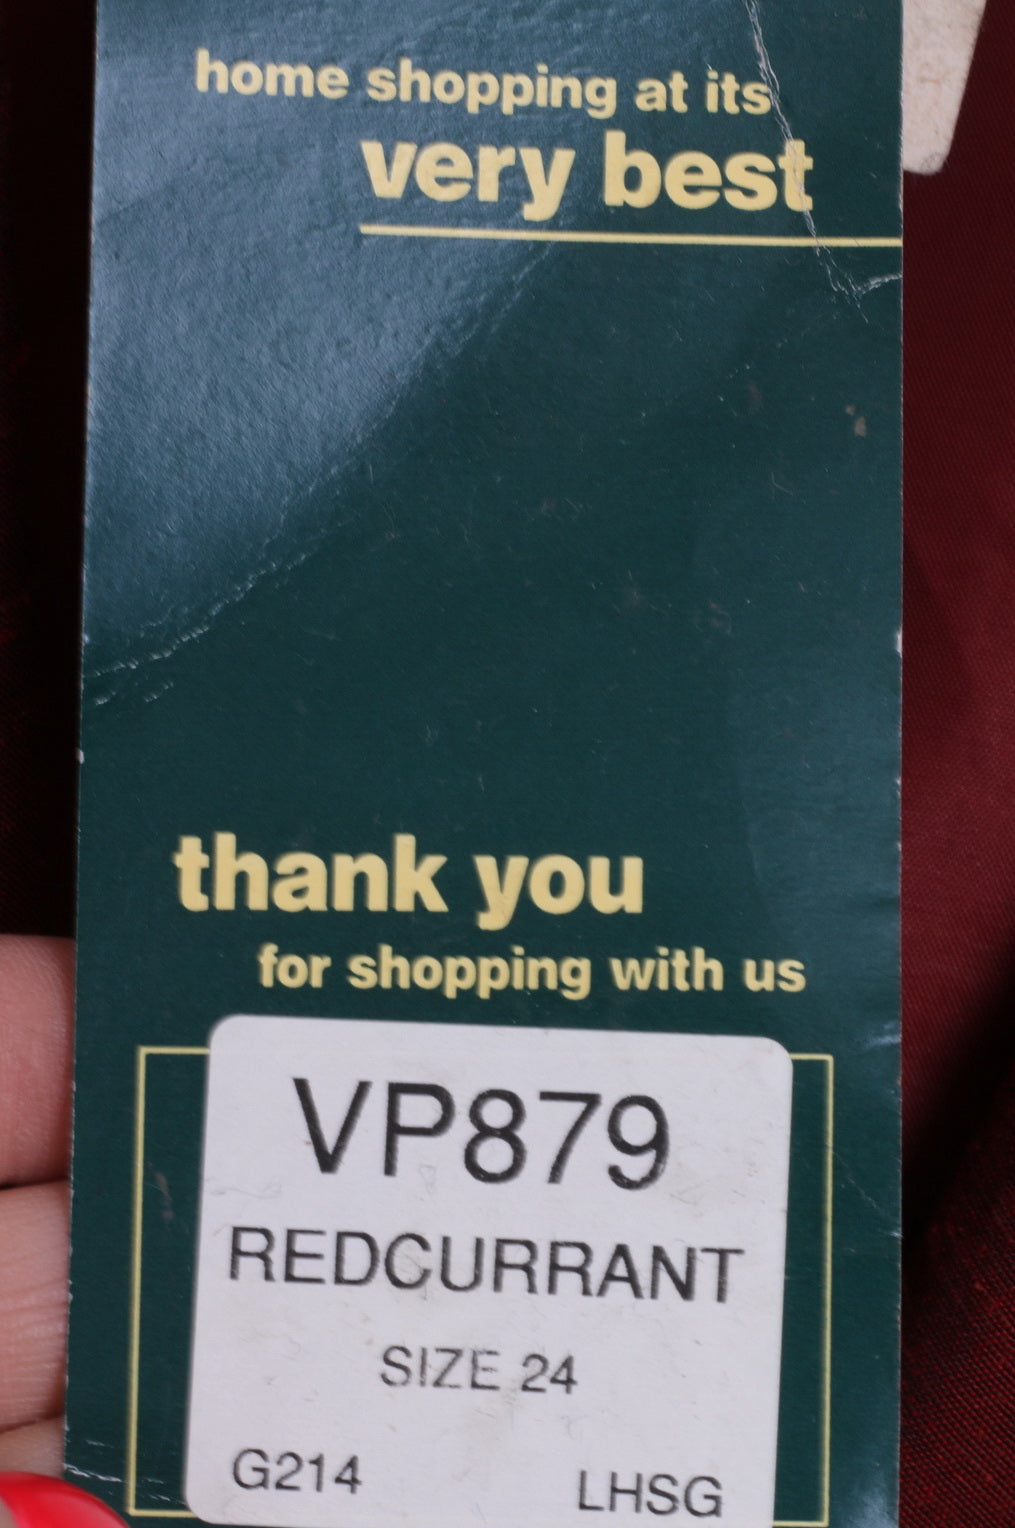 home shopping at its
very best
thank you
for shopping with us
VP879
REDCURRANT
SIZE 24
G214 LHSG